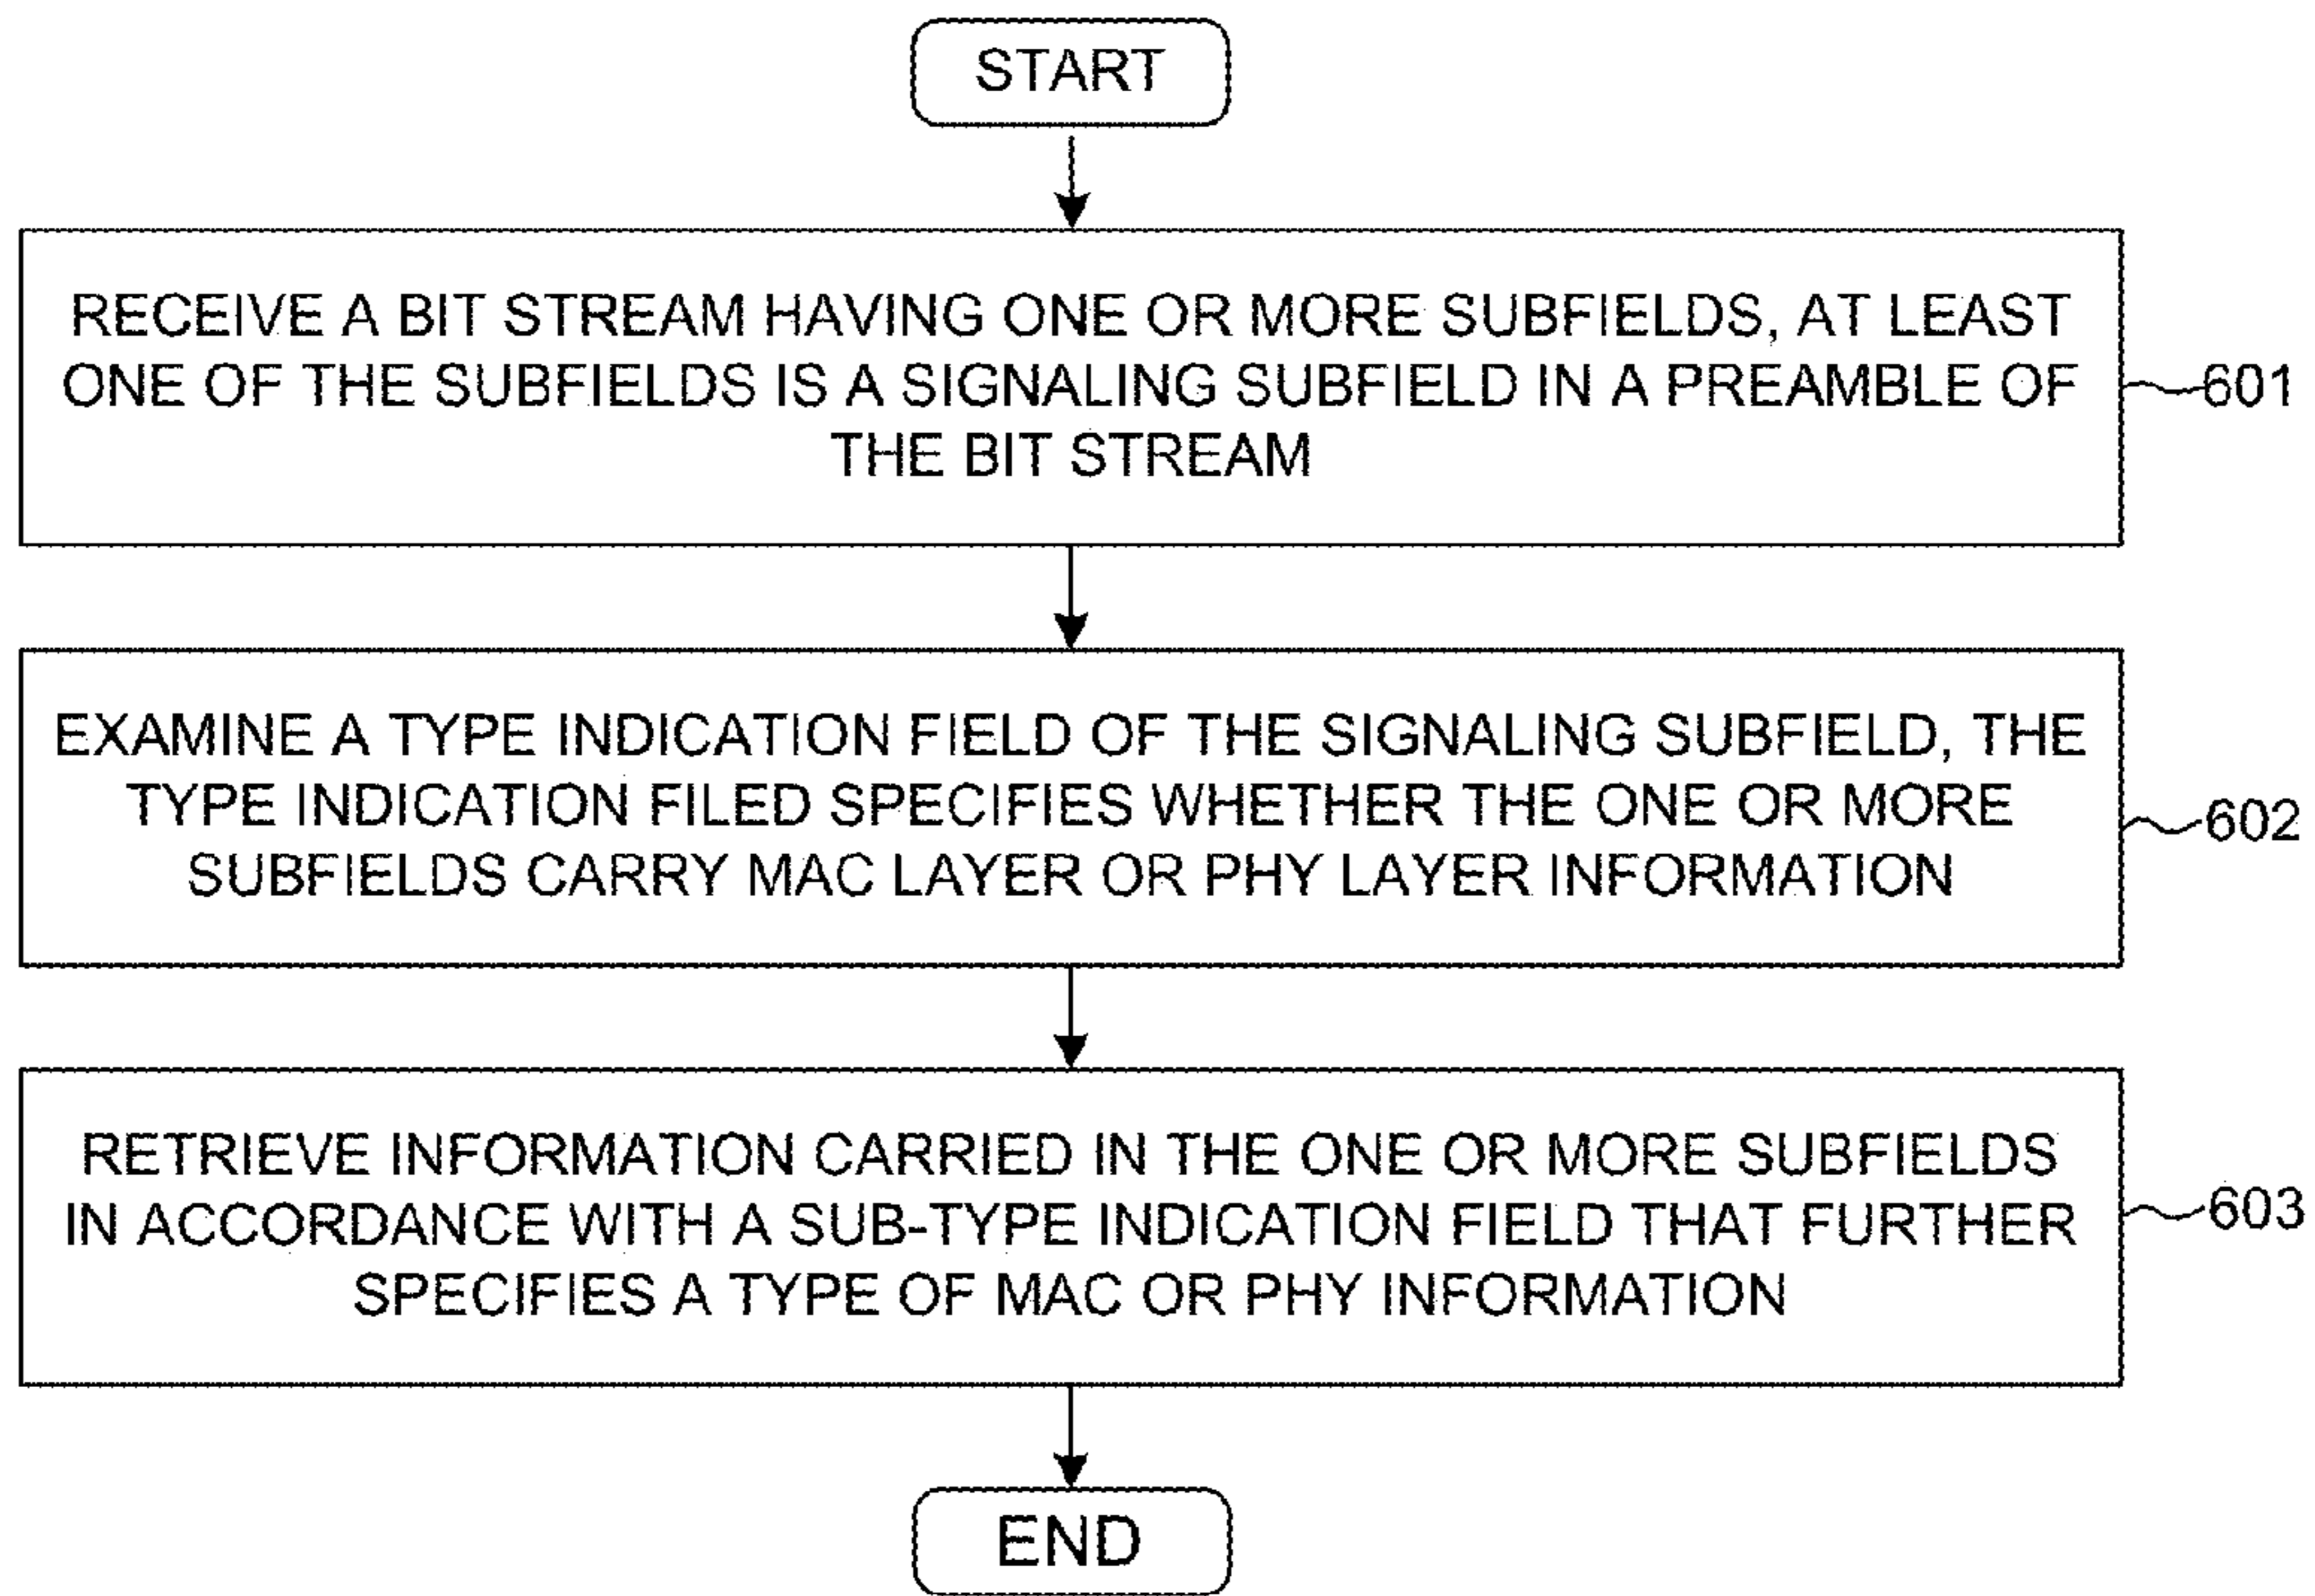 START
RECEIVE A BIT STREAM HAVING ONE OR MORE SUBFIELDS, AT LEAST
ONE OF THE SUBFIELDS IS A SIGNALING SUBFIELD IN A PREAMBLE OF
THE BIT STREAM
601
EXAMINE A TYPE INDICATION FIELD OF THE SIGNALING SUBFIELD, THE
TYPE INDICATION FILED SPECIFIES WHETHER THE ONE OR MORE
SUBFIELDS CARRY MAC LAYER OR PHY LAYER INFORMATION
602
RETRIEVE INFORMATION CARRIED IN THE ONE OR MORE SUBFIELDS
IN ACCORDANCE WITH A SUB-TYPE INDICATION FIELD THAT FURTHER
SPECIFIES A TYPE OF MAC OR PHY INFORMATION
603
END